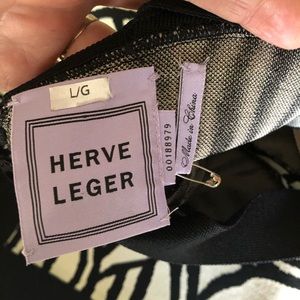 L/G
HERVE
LEGER
00188979
Made in China